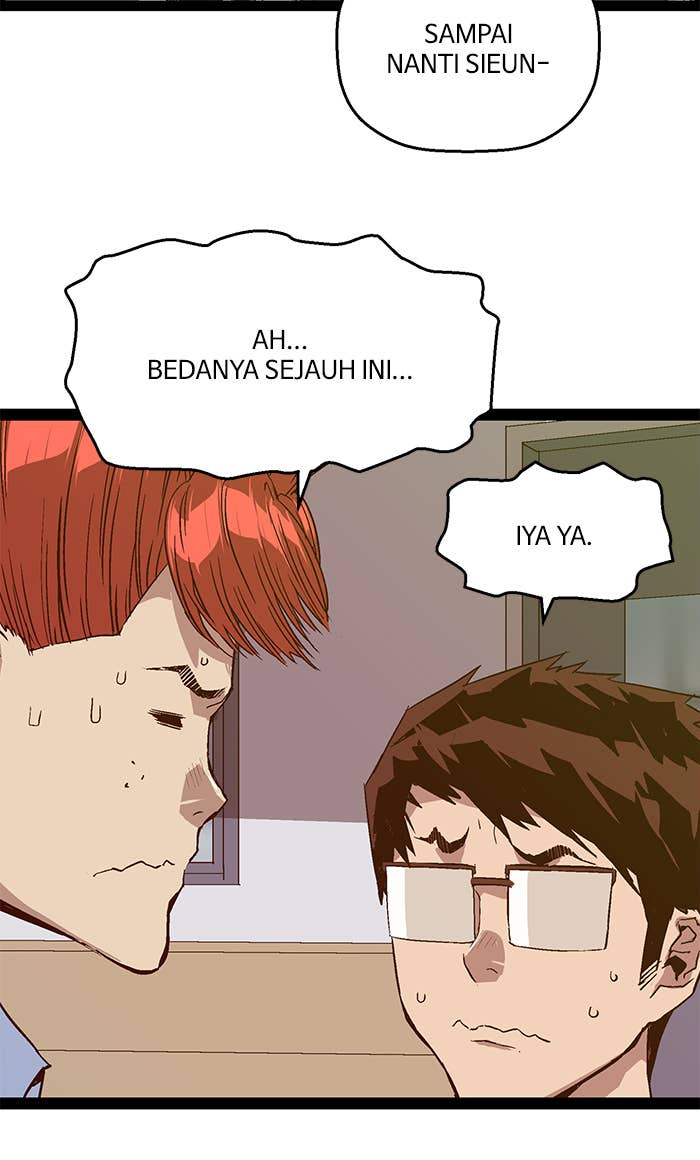 SAMPAI
NANTI SIEUN-
AH...
BEDANYA SEJAUH INI...
IYA YA.